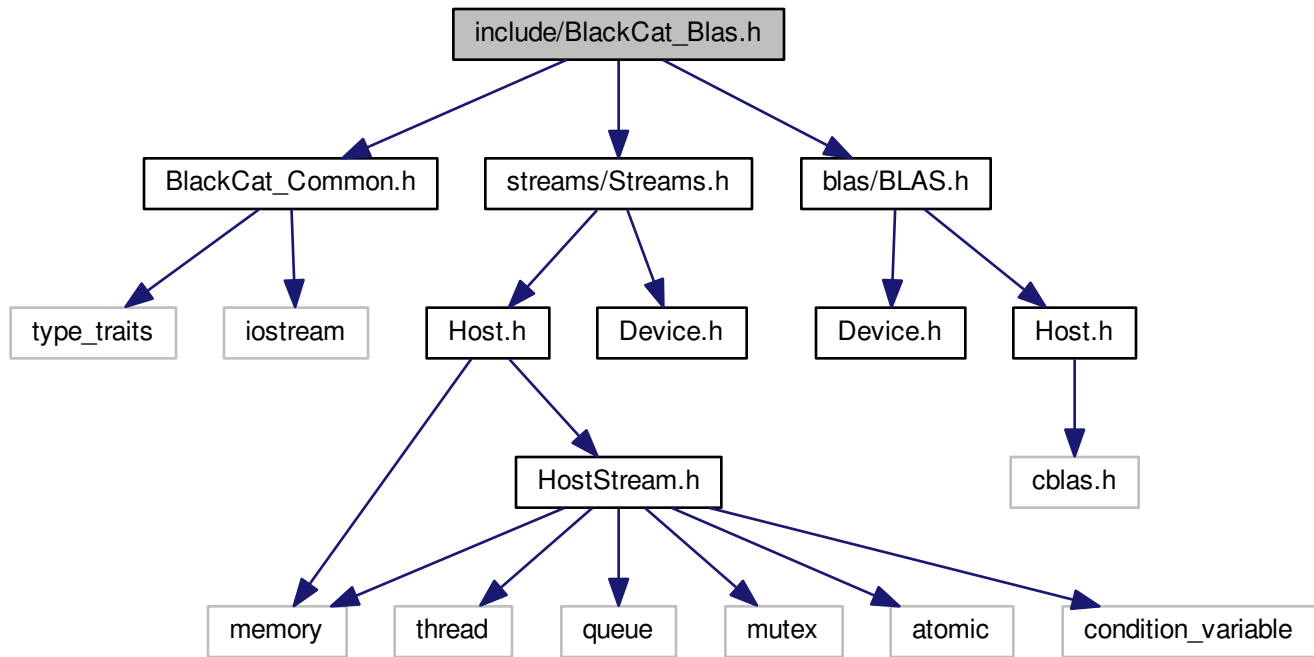 include/BlackCat_Blas.h
BlackCat_Common.h
streams/Streams.h
blas/BLAS.h
type_traits
iostream
Host.h
Device.h
Device.h
Host.h
HostStream.h
cblas.h
memory
thread
queue
mutex
atomic
condition_variable